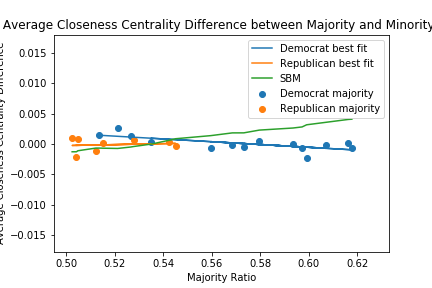 Average Closeness Centrality Difference between Majority and Minority
Average Closeness Centrality Difference
0.015
0.010
0.005
0.000
−0.005
−0.010
−0.015
Democrat best fit
Republican best fit
SBM
Democrat majority
Republican majority
0.50 0.52 0.54 0.56 0.58 0.60 0.62
Majority Ratio